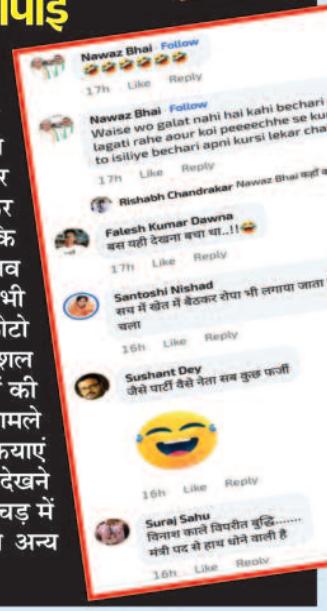 पाइ
र
र
के
व
भी
टो
शल
की
मामले
कयाएं
देखने
चड़ में
अन्य
Nawaz Bhai Follow
🤣🤣🤣🤣🤣🤣
17h Like Reply
Nawaz Bhai Follow
Waise wo galat nahi hai kahi bechari
lagati rahe aour koi peeeechhe se ku
to isiliye bechari apni kursi lekar cha
17h Like Reply
Rishabh Chandrakar Nawaz Bhai कहाँ
Falesh Kumar Dawna
बस यही देखना बचा था..!!😂
17h Like Reply
Santoshi Nishad
सच में खेत में बैठकर रोपा भी लगाया जाता
चला
16h Like Reply
Sushant Dey
जैसे पार्टी वैसे नेता सब कुछ फर्जी
😂
16h Like Reply
Suraj Sahu
विनाश काले विपरीत बुद्धि.......
मंत्री पद से हाथ धोने वाली है
16h Like Reply